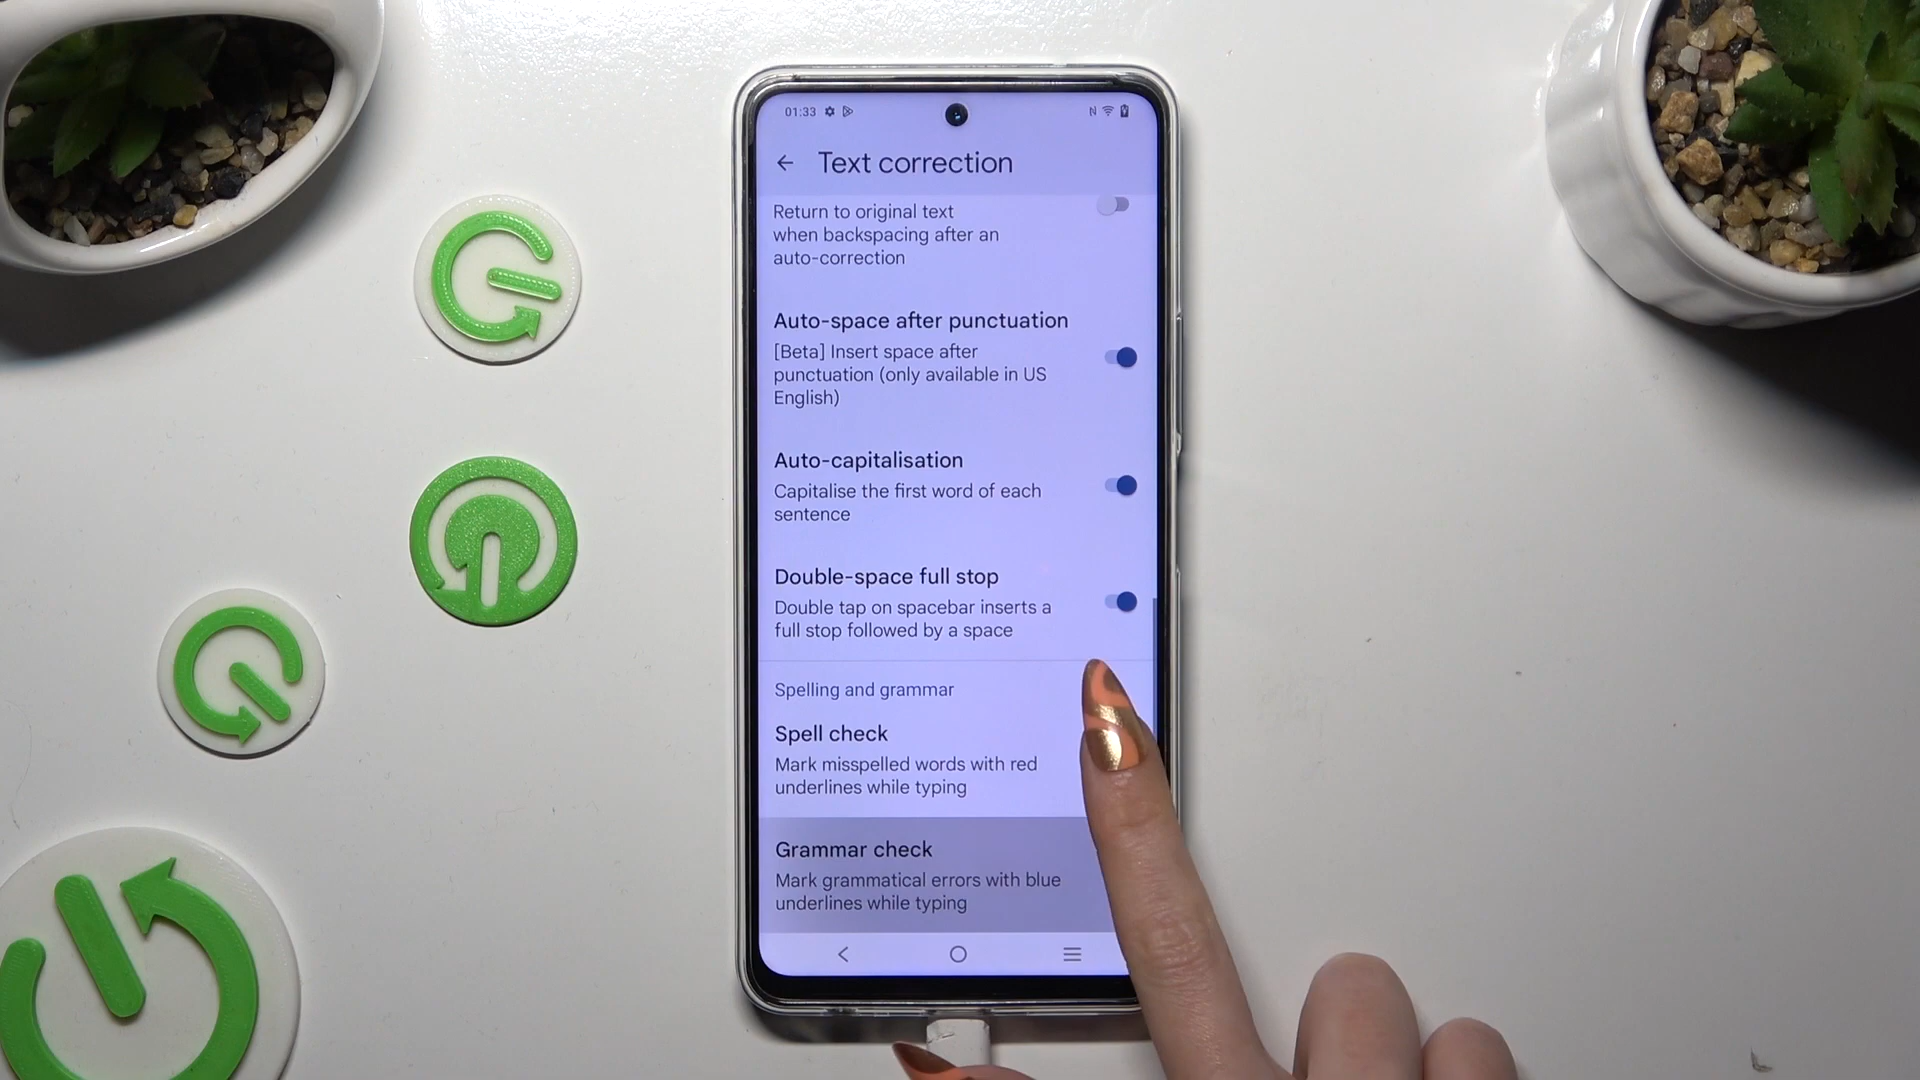 01:33
Text correction
Return to original text
when backspacing after an
auto-correction
Auto-space after punctuation
[Beta] Insert space after
punctuation (only available in US
English)
Auto-capitalisation
Capitalise the first word of each
sentence
Double-space full stop
Double tap on spacebar inserts a
full stop followed by a space
Spelling and grammar
Spell check
Mark misspelled words with red
underlines while typing
Grammar check
Mark grammatical errors with blue
underlines while typing